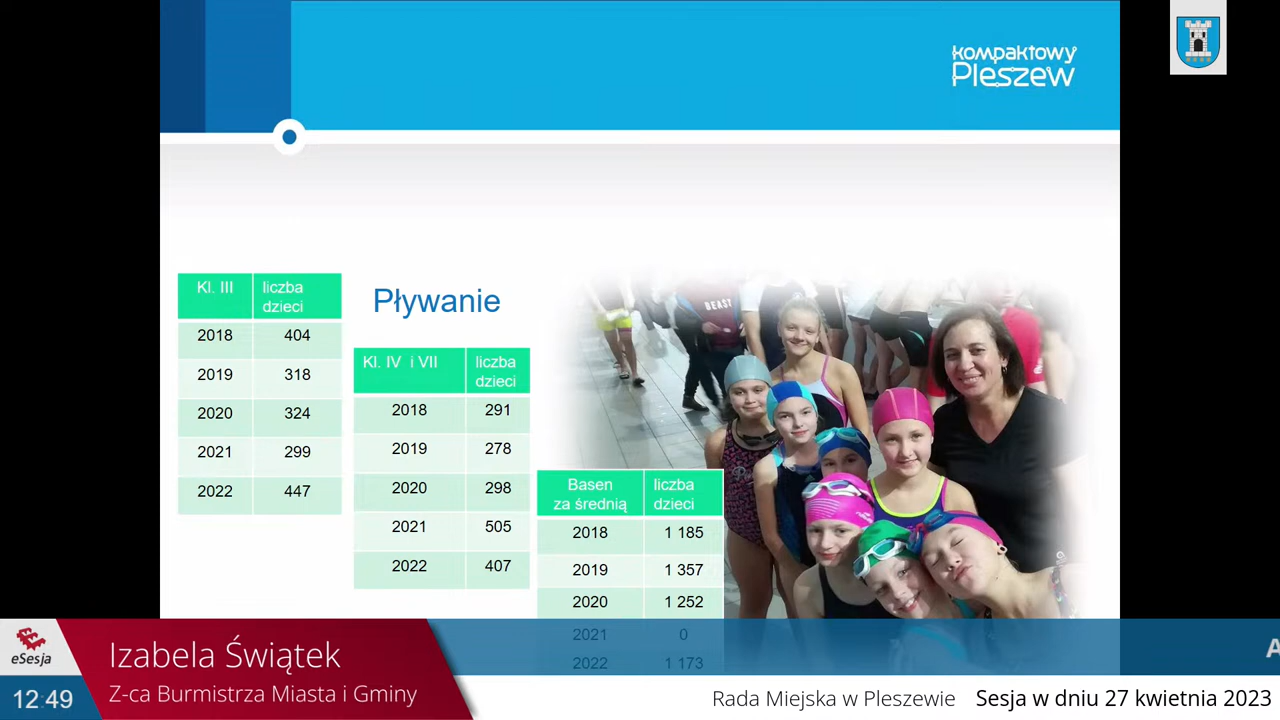 kompaktowy
Pleszew
Kl. III liczba
dzieci
2018 404
2019 318
2020 324
2021 299
2022 447
Pływanie
Kl. IV i VII liczba
dzieci
2018 291
2019 278
2020 298
2021 505
2022 407
BEAST
Basen liczba
za średnią dzieci
2018 1 185
2019 1 357
2020 1 252
2021 0
2022 1 173
eSesja
12:49
Izabela Świątek
Z-ca Burmistrza Miasta i Gminy
A
Rada Miejska w Pleszewie Sesja w dniu 27 kwietnia 2023